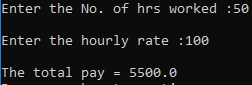 Enter the No. of hrs worked :50
Enter the hourly rate :100
The total pay = 5500.0